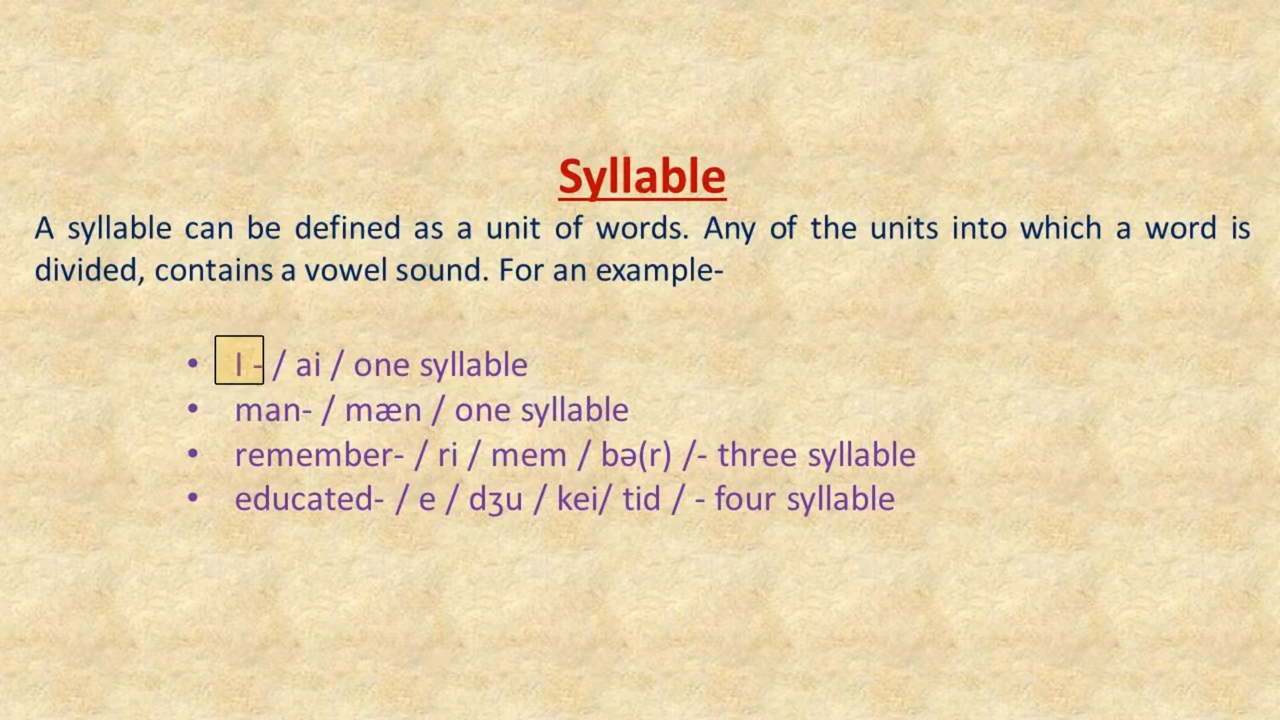 Syllable
A syllable can be defined as a unit of words. Any of the units into which a word is
divided, contains a vowel sound. For an example-
• I - / ai / one syllable
• man- / mæn / one syllable
• remember- / ri / mem / bə(r) /- three syllable
• educated- / e / dʒu / kei/ tid / - four syllable